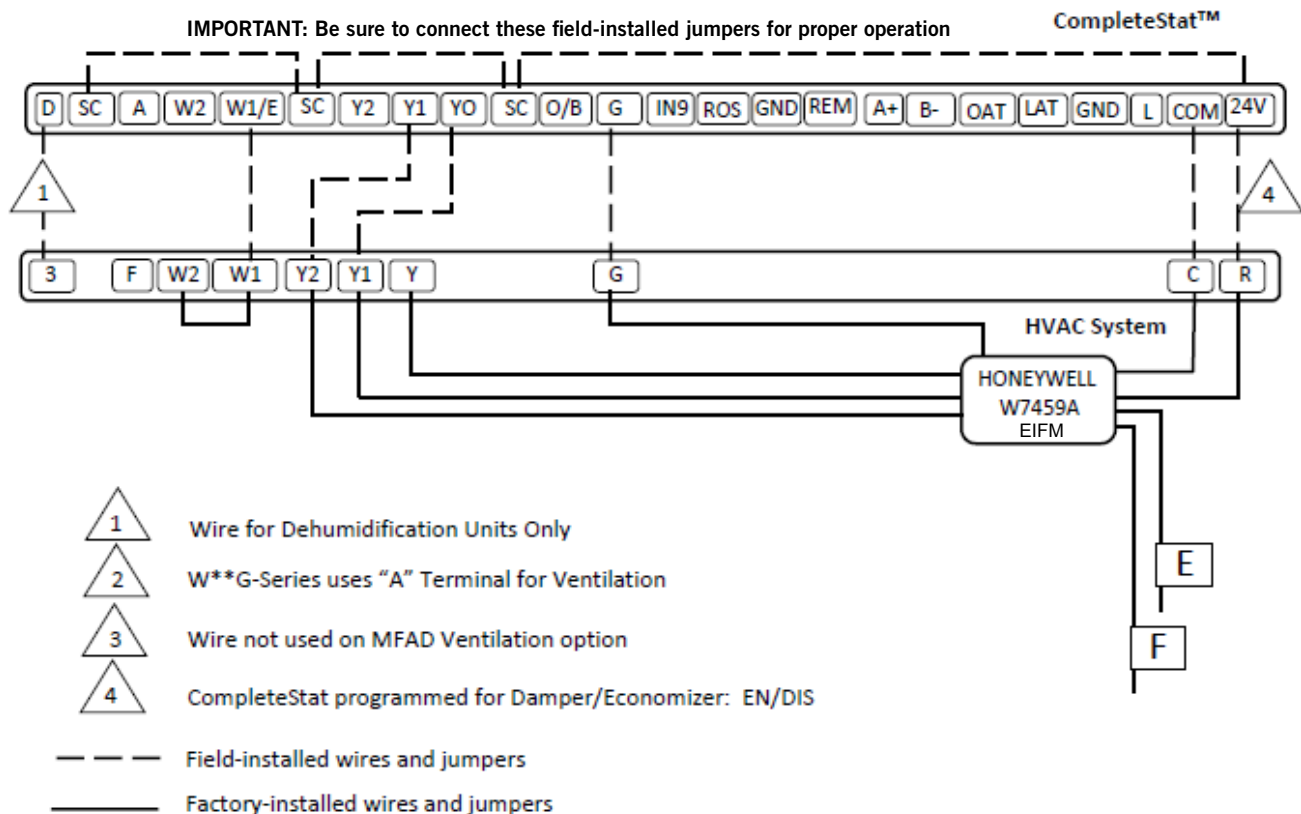 IMPORTANT: Be sure to connect these field-installed jumpers for proper operation
CompleteStat™
D SC A W2 W1/E SC Y2 Y1 YO SC O/B G IN9 ROS GND REM A+ B- OAT LAT GND L COM 24V
1
4
3 F W2 W1 Y2 Y1 Y G C R
HVAC System
HONEYWELL
W7459A
EIFM
E
F
1 Wire for Dehumidification Units Only
2 W**G-Series uses “A” Terminal for Ventilation
3 Wire not used on MFAD Ventilation option
4 CompleteStat programmed for Damper/Economizer: EN/DIS
Field-installed wires and jumpers
Factory-installed wires and jumpers